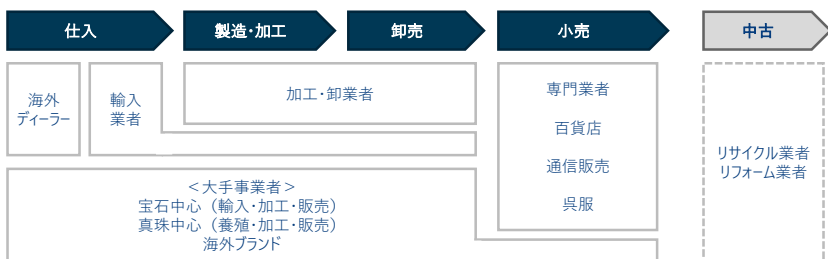 仕入
製造・加工
卸売
小売
中古
海外
ディーラー
輸入
業者
加工・卸業者
専門業者
百貨店
通信販売
呉服
リサイクル業者
リフォーム業者
＜大手事業者＞
宝石中心（輸入・加工・販売）
真珠中心（養殖・加工・販売）
海外ブランド